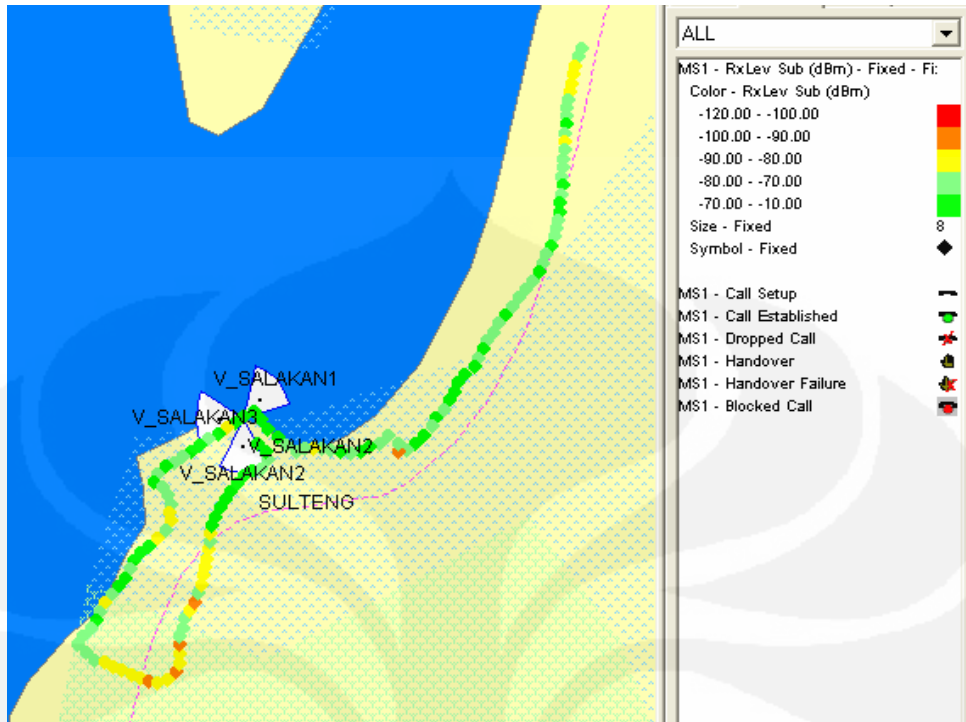 V_SALAKAN1
V_SALAKAN3
V_SALAKAN2
V_SALAKAN2
SULTENG
ALL
MS1 - RxLev Sub (dBm) - Fixed - Fi:
Color - RxLev Sub (dBm)
-120.00 - -100.00
-100.00 - -90.00
-90.00 - -80.00
-80.00 - -70.00
-70.00 - -10.00
Size - Fixed 8
Symbol - Fixed
MS1 - Call Setup
MS1 - Call Established
MS1 - Dropped Call
MS1 - Handover
MS1 - Handover Failure
MS1 - Blocked Call